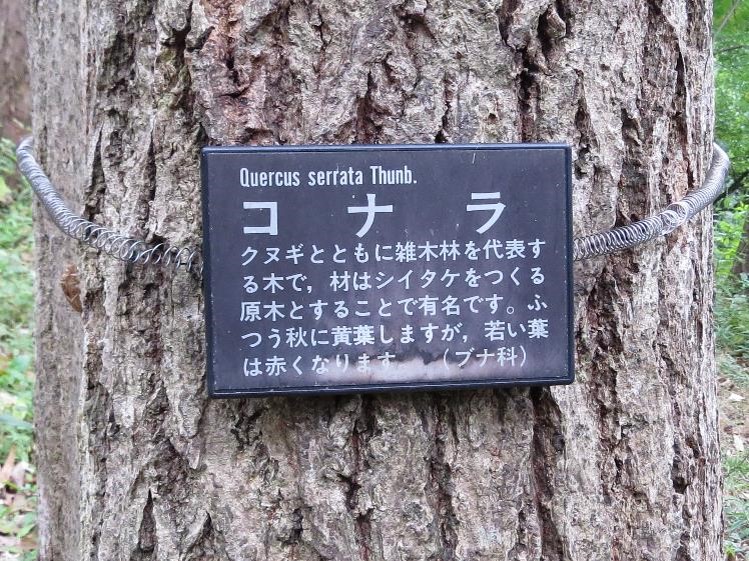 Quercus serrata Thunb.
コナラ
クヌギとともに雑木林を代表す
る木で，材はシイタケをつくる
原木とすることで有名です。ふ
つう秋に黄葉しますが，若い葉
は赤くなります。（ブナ科）